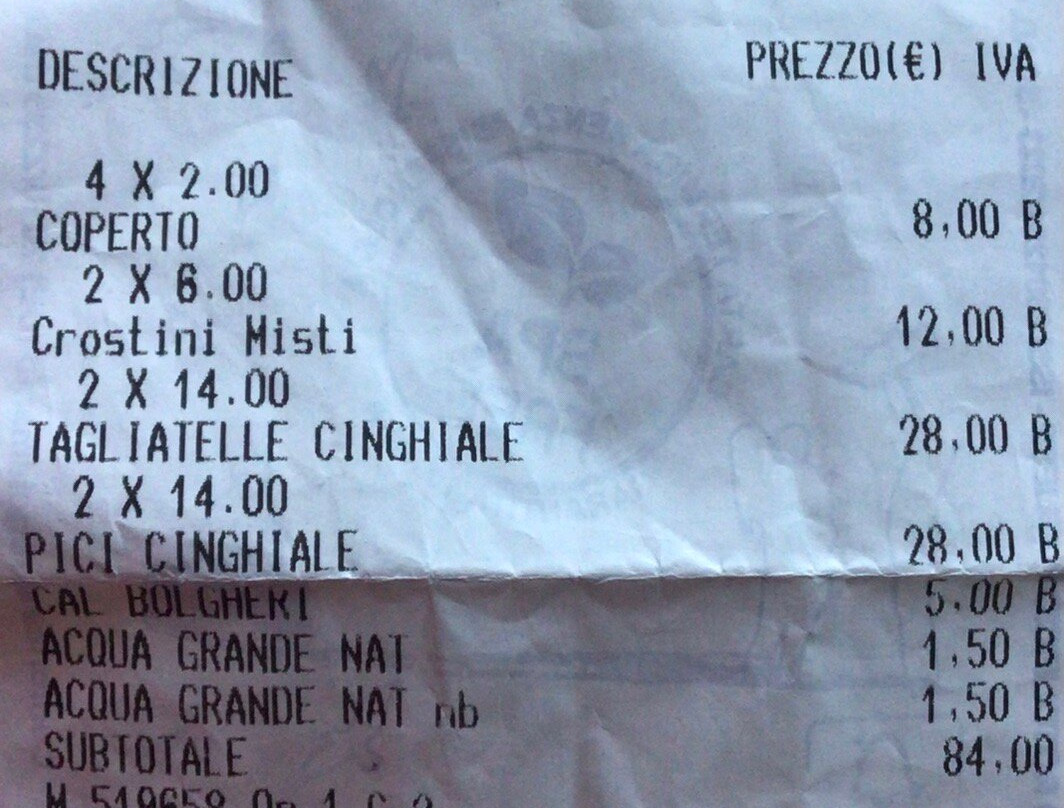 DESCRIZIONE PREZZO(€) IVA
4 X 2.00
COPERTO 8,00 B
2 X 6.00
Crostini Misti 12,00 B
2 X 14.00
TAGLIATELLE CINGHIALE 28,00 B
2 X 14.00
PICI CINGHIALE 28,00 B
CAL BOLGHERI 5,00 B
ACQUA GRANDE NAT 1,50 B
ACQUA GRANDE NAT nb 1,50 B
SUBTOTALE 84,00